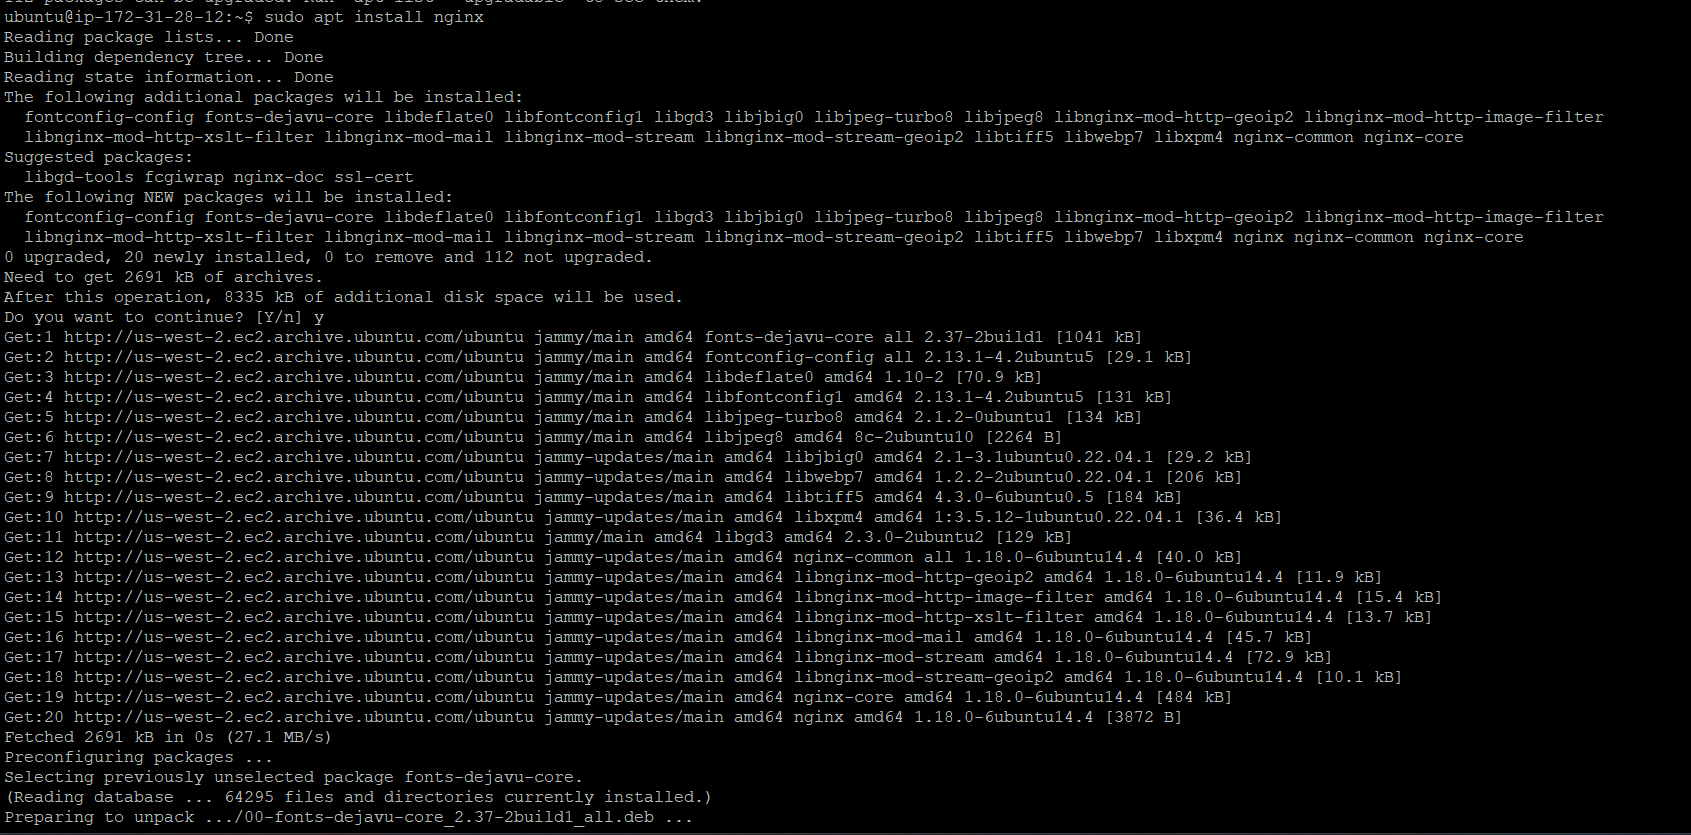 112 packages can be upgraded. Run 'apt list --upgradable' to see them.
ubuntu@ip-172-31-28-12:~$ sudo apt install nginx
Reading package lists... Done
Building dependency tree... Done
Reading state information... Done
The following additional packages will be installed:
  fontconfig-config fonts-dejavu-core libdeflate0 libfontconfig1 libgd3 libjbig0 libjpeg-turbo8 libjpeg8 libnginx-mod-http-geoip2 libnginx-mod-http-image-filter
  libnginx-mod-http-xslt-filter libnginx-mod-mail libnginx-mod-stream libnginx-mod-stream-geoip2 libtiff5 libwebp7 libxpm4 nginx-common nginx-core
Suggested packages:
  libgd-tools fcgiwrap nginx-doc ssl-cert
The following NEW packages will be installed:
  fontconfig-config fonts-dejavu-core libdeflate0 libfontconfig1 libgd3 libjbig0 libjpeg-turbo8 libjpeg8 libnginx-mod-http-geoip2 libnginx-mod-http-image-filter
  libnginx-mod-http-xslt-filter libnginx-mod-mail libnginx-mod-stream libnginx-mod-stream-geoip2 libtiff5 libwebp7 libxpm4 nginx nginx-common nginx-core
0 upgraded, 20 newly installed, 0 to remove and 112 not upgraded.
Need to get 2691 kB of archives.
After this operation, 8335 kB of additional disk space will be used.
Do you want to continue? [Y/n] y
Get:1 http://us-west-2.ec2.archive.ubuntu.com/ubuntu jammy/main amd64 fonts-dejavu-core all 2.37-2build1 [1041 kB]
Get:2 http://us-west-2.ec2.archive.ubuntu.com/ubuntu jammy/main amd64 fontconfig-config all 2.13.1-4.2ubuntu5 [29.1 kB]
Get:3 http://us-west-2.ec2.archive.ubuntu.com/ubuntu jammy/main amd64 libdeflate0 amd64 1.10-2 [70.9 kB]
Get:4 http://us-west-2.ec2.archive.ubuntu.com/ubuntu jammy/main amd64 libfontconfig1 amd64 2.13.1-4.2ubuntu5 [131 kB]
Get:5 http://us-west-2.ec2.archive.ubuntu.com/ubuntu jammy/main amd64 libjpeg-turbo8 amd64 2.1.2-0ubuntu1 [134 kB]
Get:6 http://us-west-2.ec2.archive.ubuntu.com/ubuntu jammy/main amd64 libjpeg8 amd64 8c-2ubuntu10 [2264 B]
Get:7 http://us-west-2.ec2.archive.ubuntu.com/ubuntu jammy-updates/main amd64 libjbig0 amd64 2.1-3.1ubuntu0.22.04.1 [29.2 kB]
Get:8 http://us-west-2.ec2.archive.ubuntu.com/ubuntu jammy-updates/main amd64 libwebp7 amd64 1.2.2-2ubuntu0.22.04.1 [206 kB]
Get:9 http://us-west-2.ec2.archive.ubuntu.com/ubuntu jammy-updates/main amd64 libtiff5 amd64 4.3.0-6ubuntu0.5 [184 kB]
Get:10 http://us-west-2.ec2.archive.ubuntu.com/ubuntu jammy-updates/main amd64 libxpm4 amd64 1:3.5.12-1ubuntu0.22.04.1 [36.4 kB]
Get:11 http://us-west-2.ec2.archive.ubuntu.com/ubuntu jammy/main amd64 libgd3 amd64 2.3.0-2ubuntu2 [129 kB]
Get:12 http://us-west-2.ec2.archive.ubuntu.com/ubuntu jammy-updates/main amd64 nginx-common all 1.18.0-6ubuntu14.4 [40.0 kB]
Get:13 http://us-west-2.ec2.archive.ubuntu.com/ubuntu jammy-updates/main amd64 libnginx-mod-http-geoip2 amd64 1.18.0-6ubuntu14.4 [11.9 kB]
Get:14 http://us-west-2.ec2.archive.ubuntu.com/ubuntu jammy-updates/main amd64 libnginx-mod-http-image-filter amd64 1.18.0-6ubuntu14.4 [15.4 kB]
Get:15 http://us-west-2.ec2.archive.ubuntu.com/ubuntu jammy-updates/main amd64 libnginx-mod-http-xslt-filter amd64 1.18.0-6ubuntu14.4 [13.7 kB]
Get:16 http://us-west-2.ec2.archive.ubuntu.com/ubuntu jammy-updates/main amd64 libnginx-mod-mail amd64 1.18.0-6ubuntu14.4 [45.7 kB]
Get:17 http://us-west-2.ec2.archive.ubuntu.com/ubuntu jammy-updates/main amd64 libnginx-mod-stream amd64 1.18.0-6ubuntu14.4 [72.9 kB]
Get:18 http://us-west-2.ec2.archive.ubuntu.com/ubuntu jammy-updates/main amd64 libnginx-mod-stream-geoip2 amd64 1.18.0-6ubuntu14.4 [10.1 kB]
Get:19 http://us-west-2.ec2.archive.ubuntu.com/ubuntu jammy-updates/main amd64 nginx-core amd64 1.18.0-6ubuntu14.4 [484 kB]
Get:20 http://us-west-2.ec2.archive.ubuntu.com/ubuntu jammy-updates/main amd64 nginx amd64 1.18.0-6ubuntu14.4 [3872 B]
Fetched 2691 kB in 0s (27.1 MB/s)
Preconfiguring packages ...
Selecting previously unselected package fonts-dejavu-core.
(Reading database ... 64295 files and directories currently installed.)
Preparing to unpack .../00-fonts-dejavu-core_2.37-2build1_all.deb ...